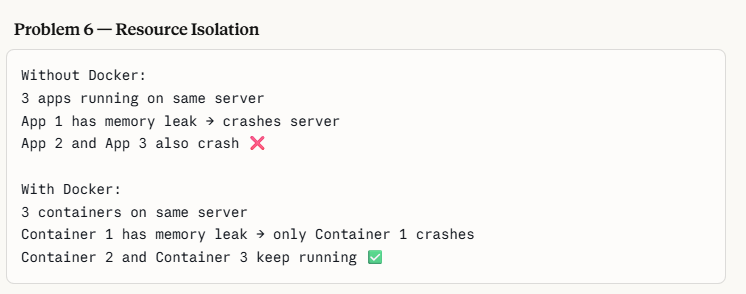 Problem 6 — Resource Isolation
Without Docker:
3 apps running on same server
App 1 has memory leak → crashes server
App 2 and App 3 also crash ❌
With Docker:
3 containers on same server
Container 1 has memory leak → only Container 1 crashes
Container 2 and Container 3 keep running ✅